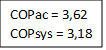 COPac = 3,62
COPsys = 3,18